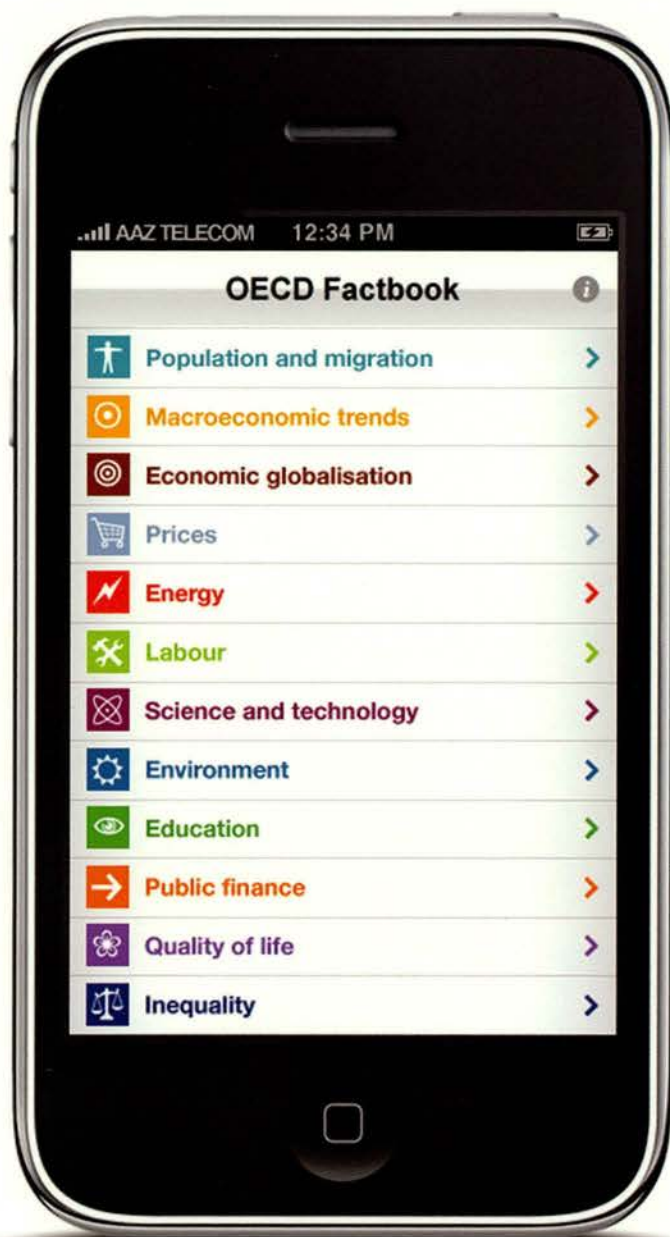 AAZ TELECOM 12:34 PM
OECD Factbook
Population and migration
Macroeconomic trends
Economic globalisation
Prices
Energy
Labour
Science and technology
Environment
Education
Public finance
Quality of life
Inequality